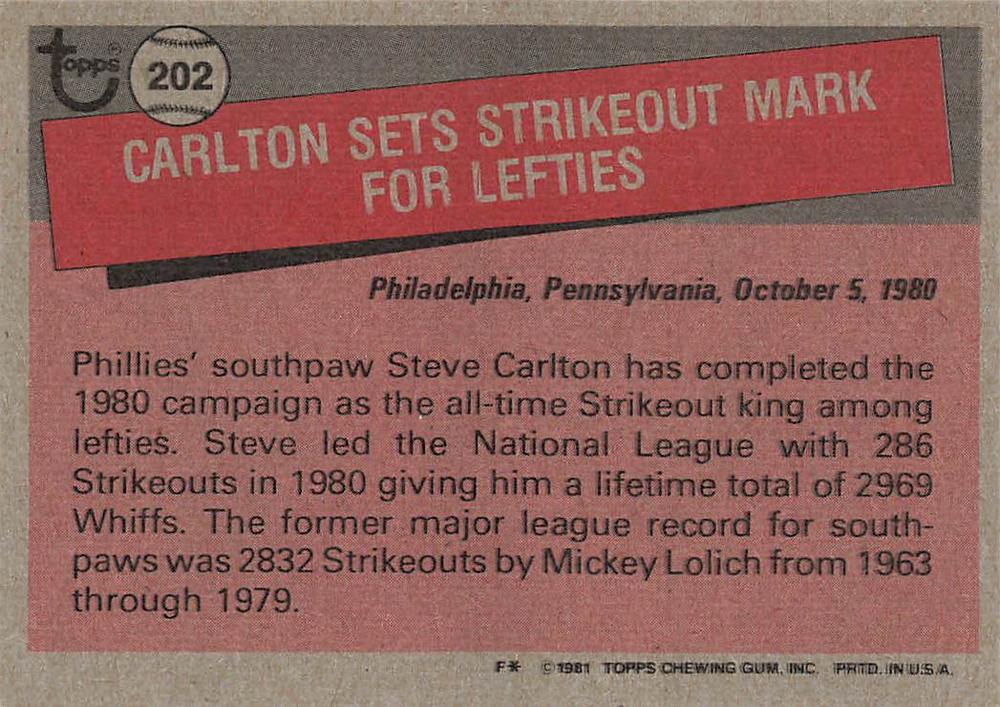 topps®
202
CARLTON SETS STRIKEOUT MARK
FOR LEFTIES
Philadelphia, Pennsylvania, October 5, 1980
Phillies' southpaw Steve Carlton has completed the
1980 campaign as the all-time Strikeout king among
lefties. Steve led the National League with 286
Strikeouts in 1980 giving him a lifetime total of 2969
Whiffs. The former major league record for south-
paws was 2832 Strikeouts by Mickey Lolich from 1963
through 1979.
F* © 1981 TOPPS CHEWING GUM, INC. PRTD. IN U.S.A.